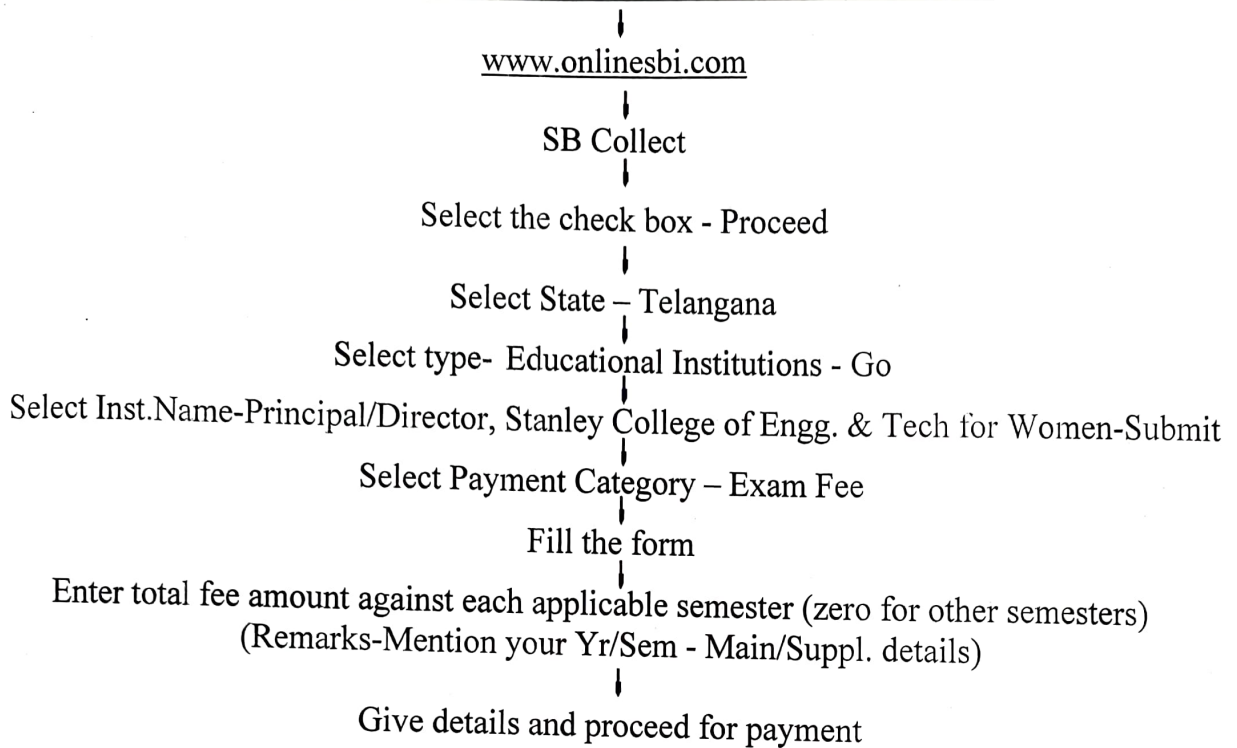 www.onlinesbi.com
SB Collect
Select the check box - Proceed
Select State – Telangana
Select type- Educational Institutions - Go
Select Inst.Name-Principal/Director, Stanley College of Engg. & Tech for Women-Submit
Select Payment Category – Exam Fee
Fill the form
Enter total fee amount against each applicable semester (zero for other semesters)
(Remarks-Mention your Yr/Sem - Main/Suppl. details)
Give details and proceed for payment